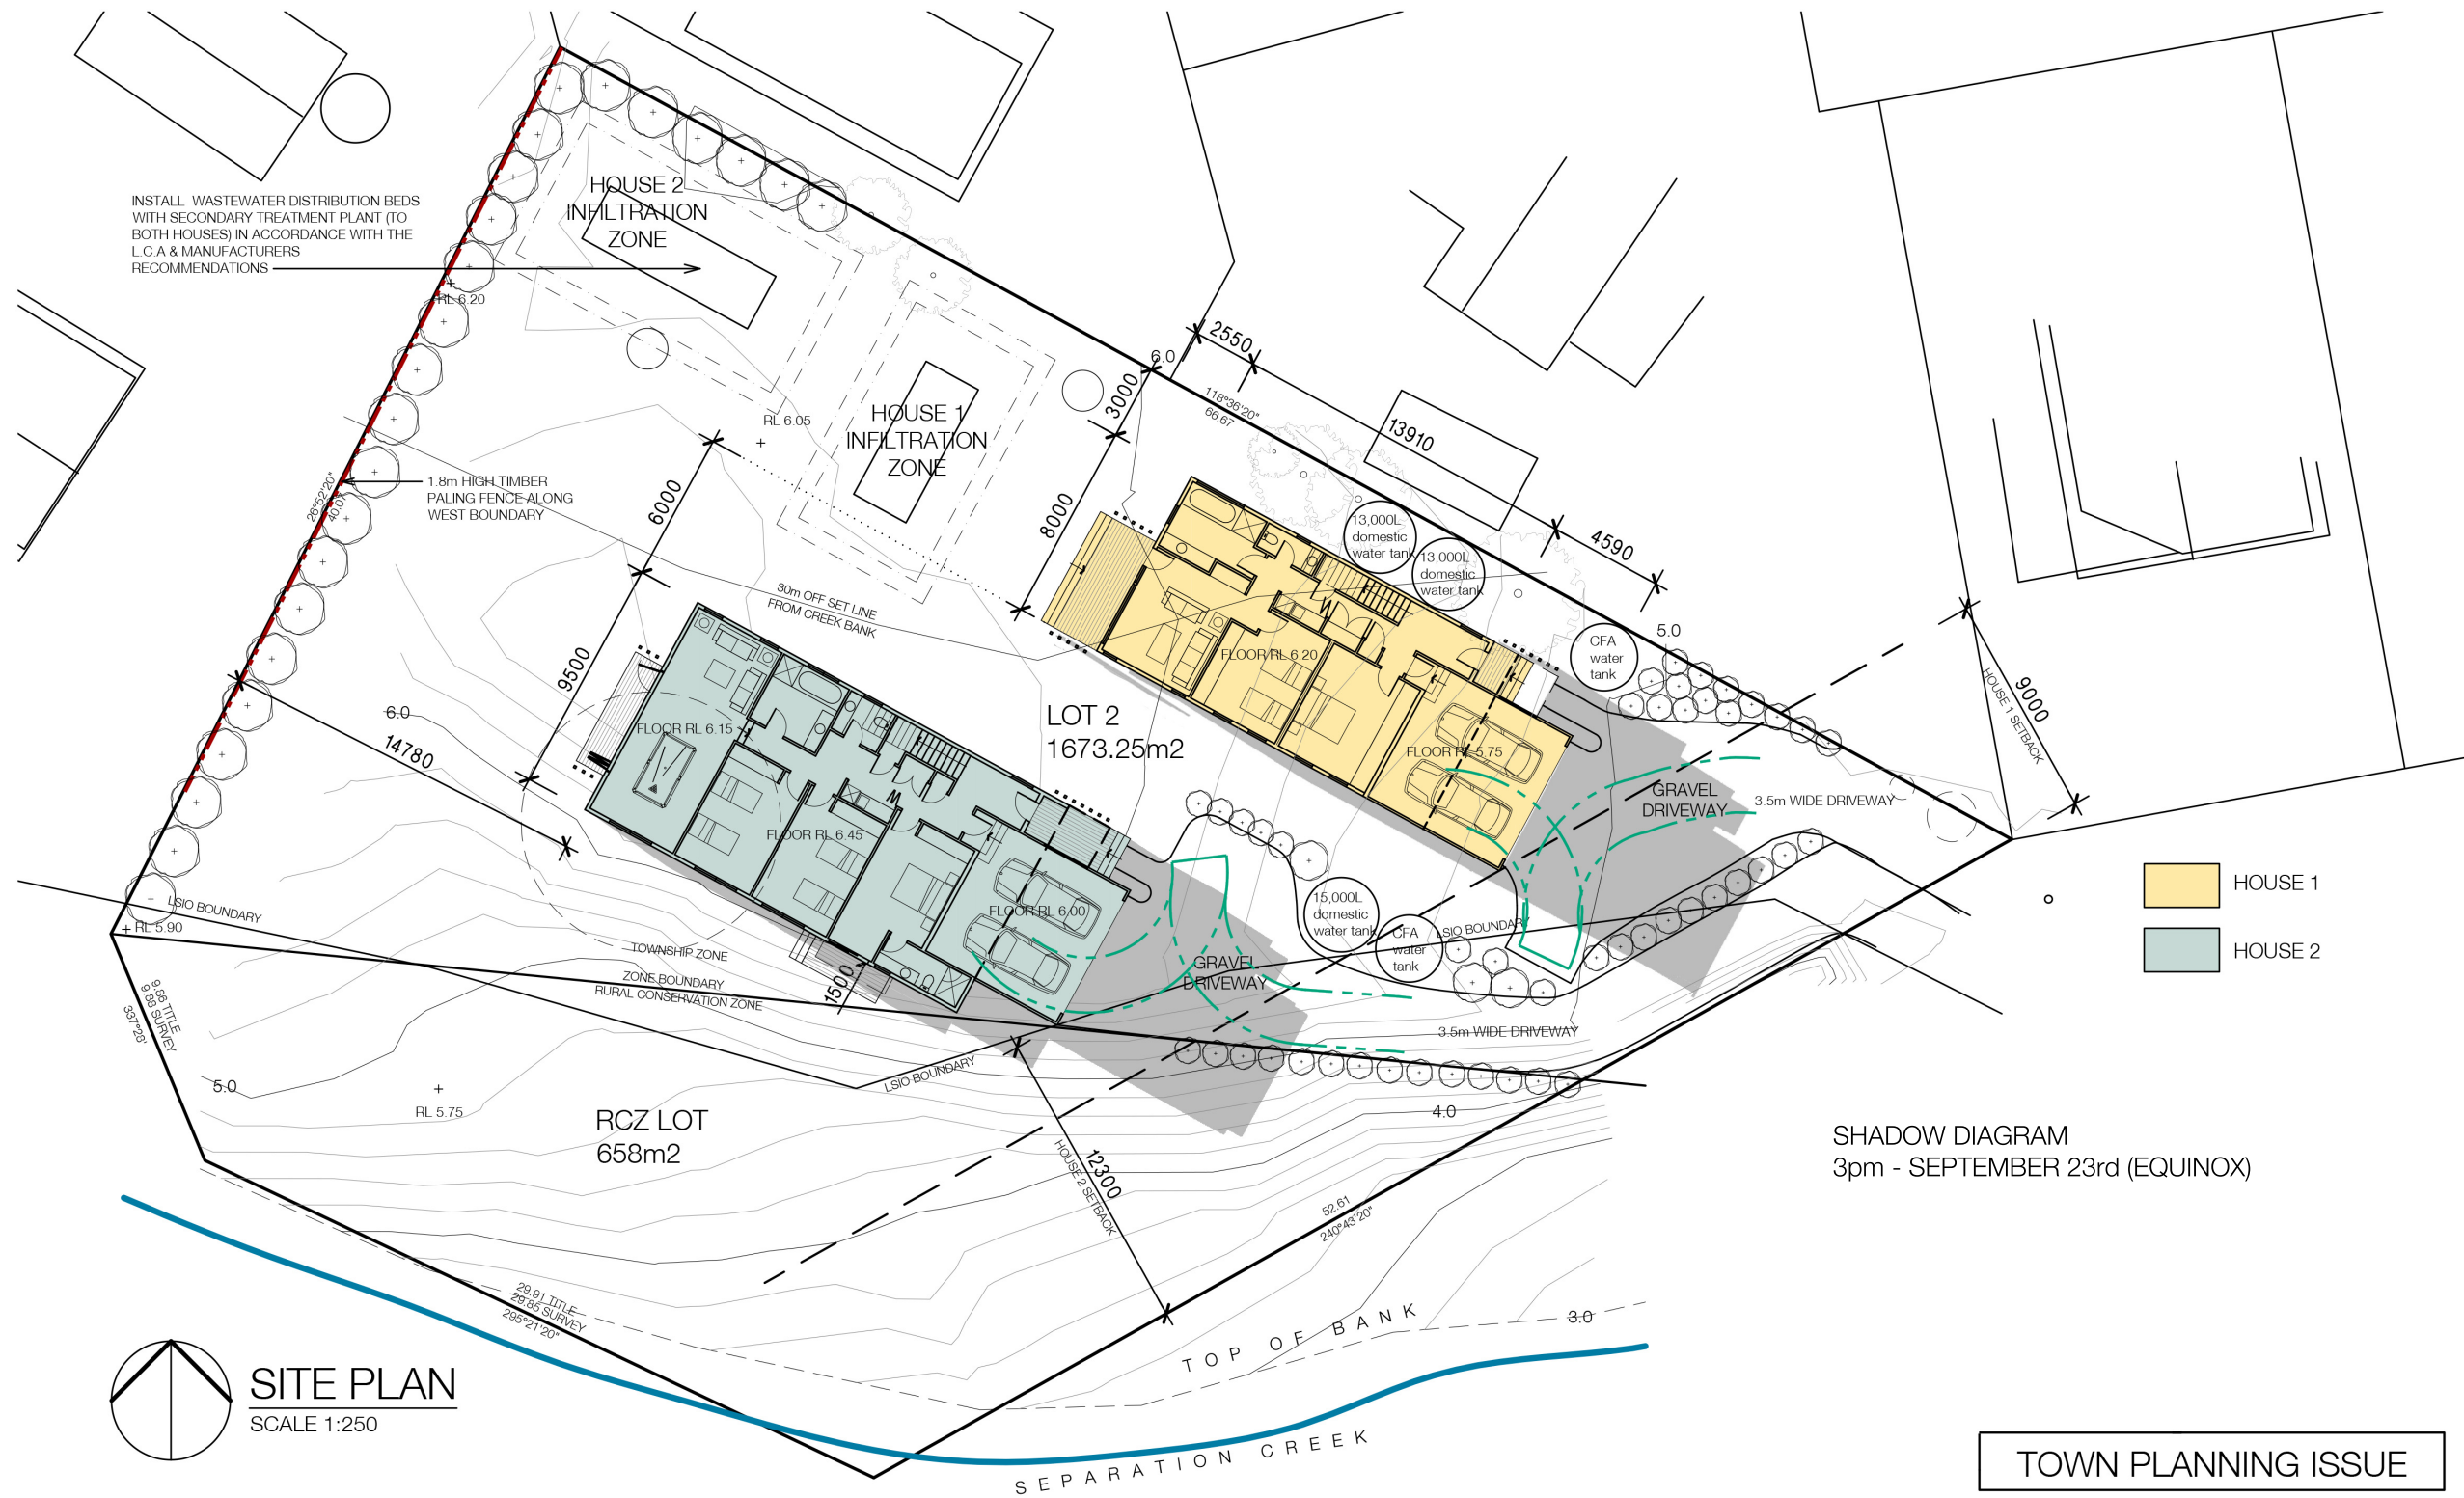 INSTALL WASTEWATER DISTRIBUTION BEDS
WITH SECONDARY TREATMENT PLANT (TO
BOTH HOUSES) IN ACCORDANCE WITH THE
L.C.A & MANUFACTURERS
RECOMMENDATIONS
HOUSE 2
INFILTRATION
ZONE
RL 6.20
HOUSE 1
INFILTRATION
ZONE
RL 6.05
1.8m HIGH TIMBER
PALING FENCE ALONG
WEST BOUNDARY
26°52'20"
40.07
6.0
2550
3000
118°36'20"
66.67
13910
4590
8000
6000
9500
14780
30m OFF SET LINE
FROM CREEK BANK
13,000L
domestic
water tank
13,000L
domestic
water tank
CFA
water
tank
5.0
9000
HOUSE 1 SETBACK
FLOOR RL 6.20
FLOOR RL 5.75
LOT 2
1673.25m2
FLOOR RL 6.15
FLOOR RL 6.45
FLOOR RL 6.00
6.0
GRAVEL
DRIVEWAY
3.5m WIDE DRIVEWAY
15,000L
domestic
water tank
CFA
water
tank
LSIO BOUNDARY
GRAVEL
DRIVEWAY
3.5m WIDE DRIVEWAY
LSIO BOUNDARY
RL 5.90
TOWNSHIP ZONE
ZONE BOUNDARY
RURAL CONSERVATION ZONE
1500
LSIO BOUNDARY
9.86 TITLE
9.88 SURVEY
337°28'
5.0
RL 5.75
RCZ LOT
658m2
4.0
12300
HOUSE 2 SETBACK
52.61
240°43'20"
29.91 TITLE
29.85 SURVEY
295°21'20"
TOP OF BANK
3.0
SEPARATION CREEK
HOUSE 1
HOUSE 2
SHADOW DIAGRAM
3pm - SEPTEMBER 23rd (EQUINOX)
SITE PLAN
SCALE 1:250
TOWN PLANNING ISSUE